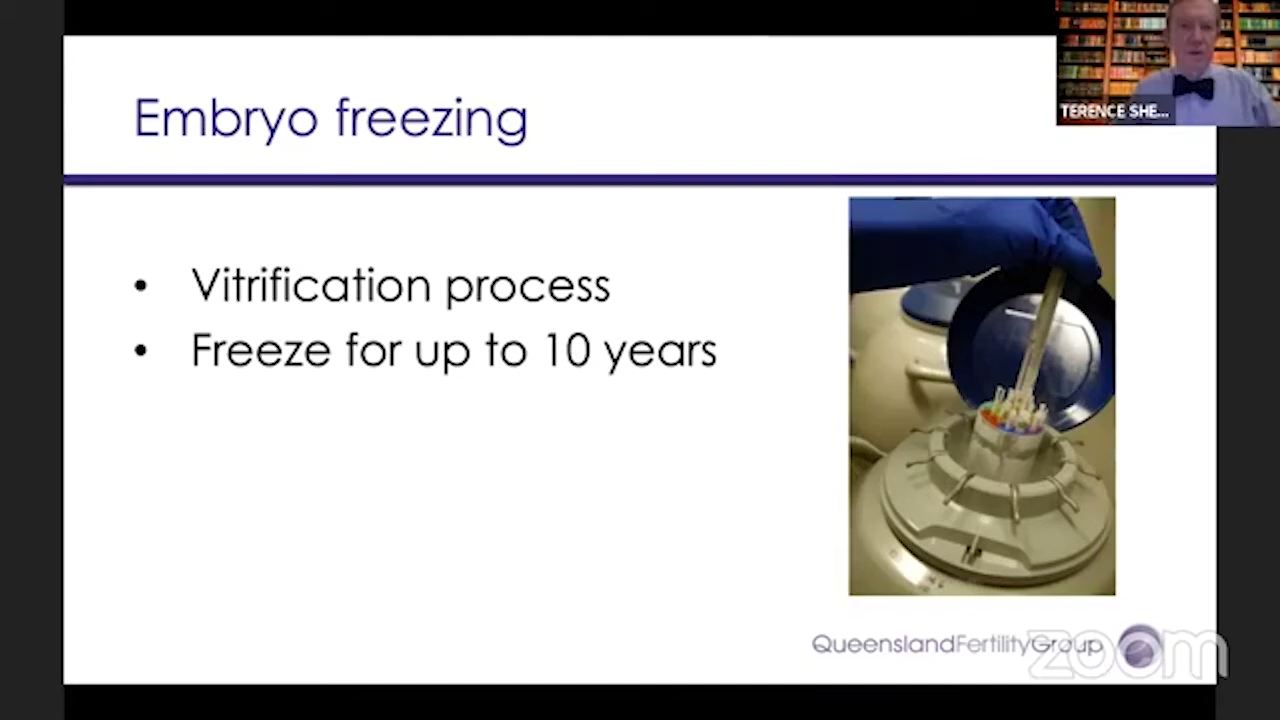 Embryo freezing
TERENCE SHE...
• Vitrification process
• Freeze for up to 10 years
QueenslandFertilityGroup
zoom